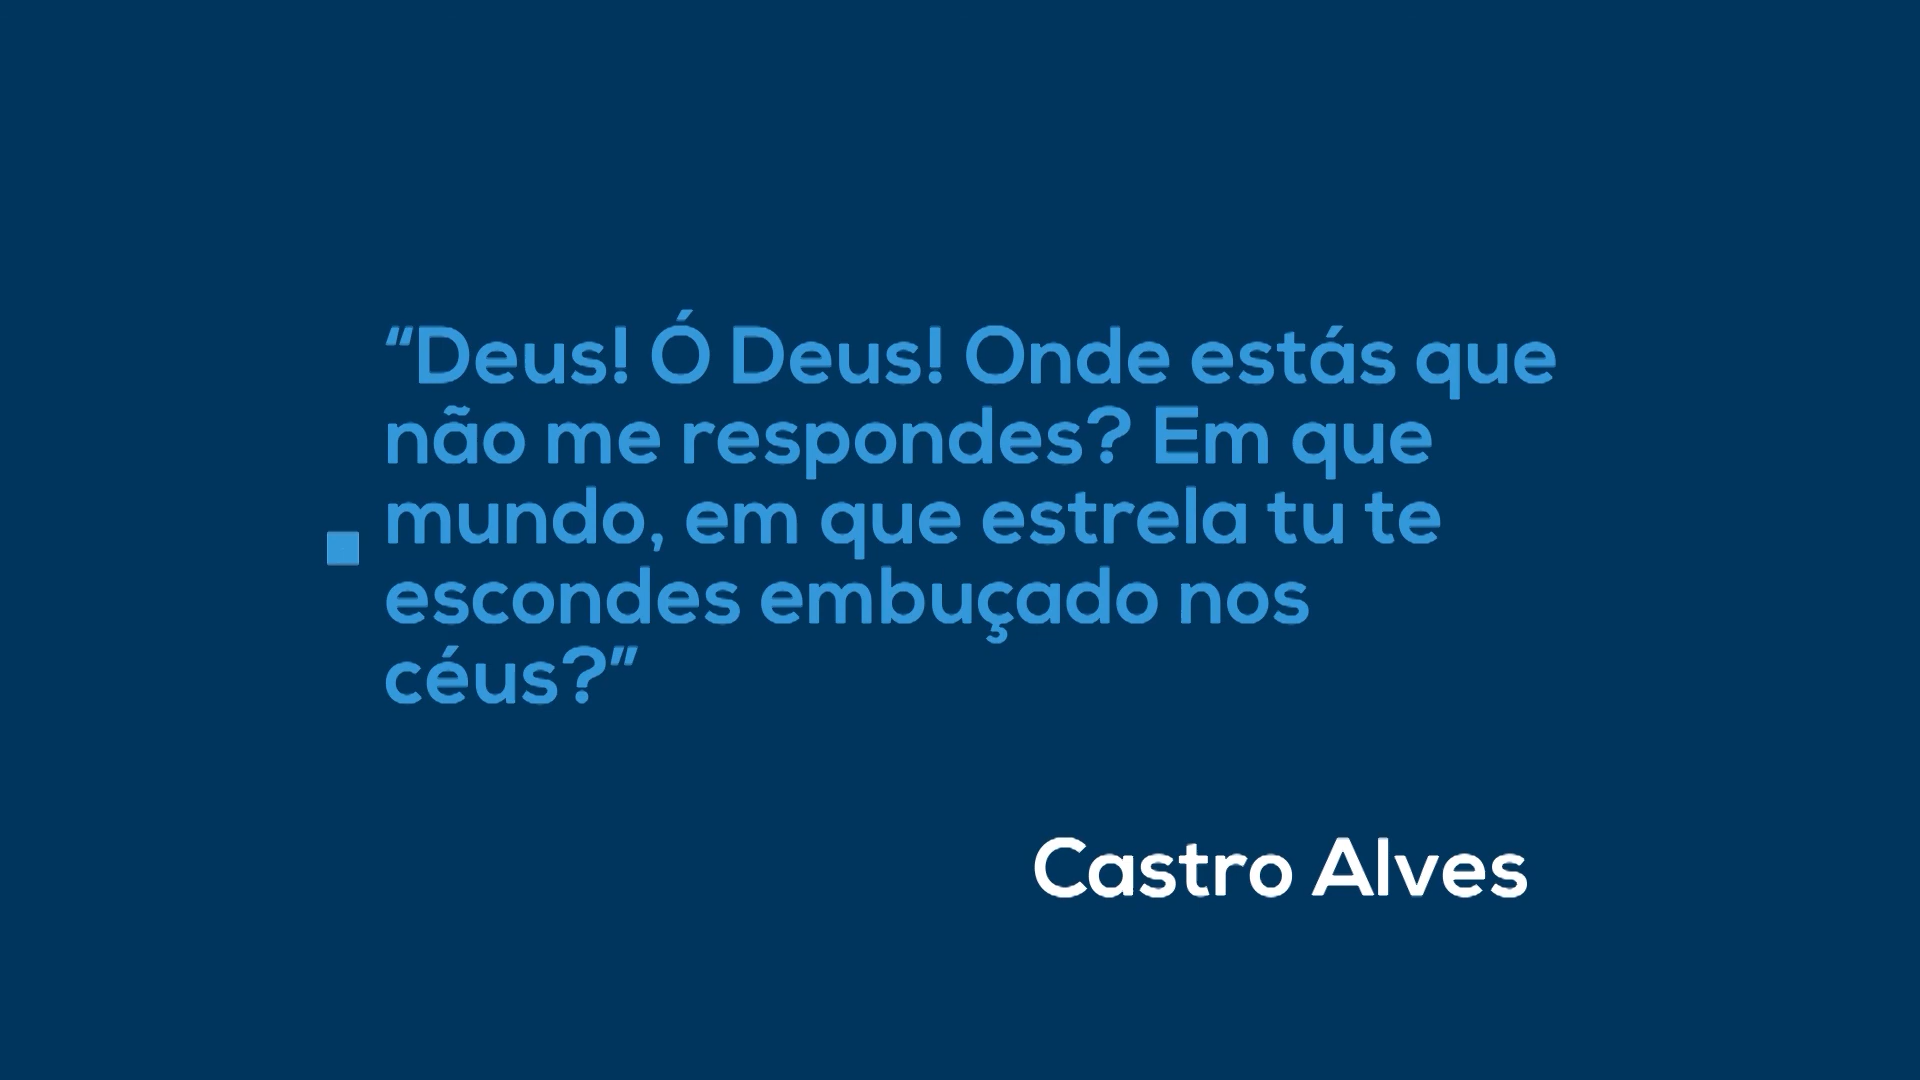 “Deus! Ó Deus! Onde estás que
não me respondes? Em que
mundo, em que estrela tu te
escondes embuçado nos
céus?”
Castro Alves